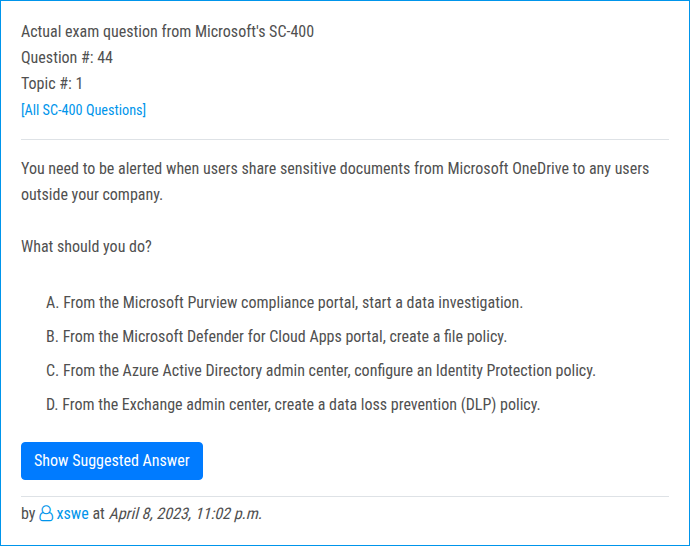 Actual exam question from Microsoft's SC-400
Question #: 44
Topic #: 1
[All SC-400 Questions]
You need to be alerted when users share sensitive documents from Microsoft OneDrive to any users
outside your company.
What should you do?
A. From the Microsoft Purview compliance portal, start a data investigation.
B. From the Microsoft Defender for Cloud Apps portal, create a file policy.
C. From the Azure Active Directory admin center, configure an Identity Protection policy.
D. From the Exchange admin center, create a data loss prevention (DLP) policy.
Show Suggested Answer
by xswe at April 8, 2023, 11:02 p.m.